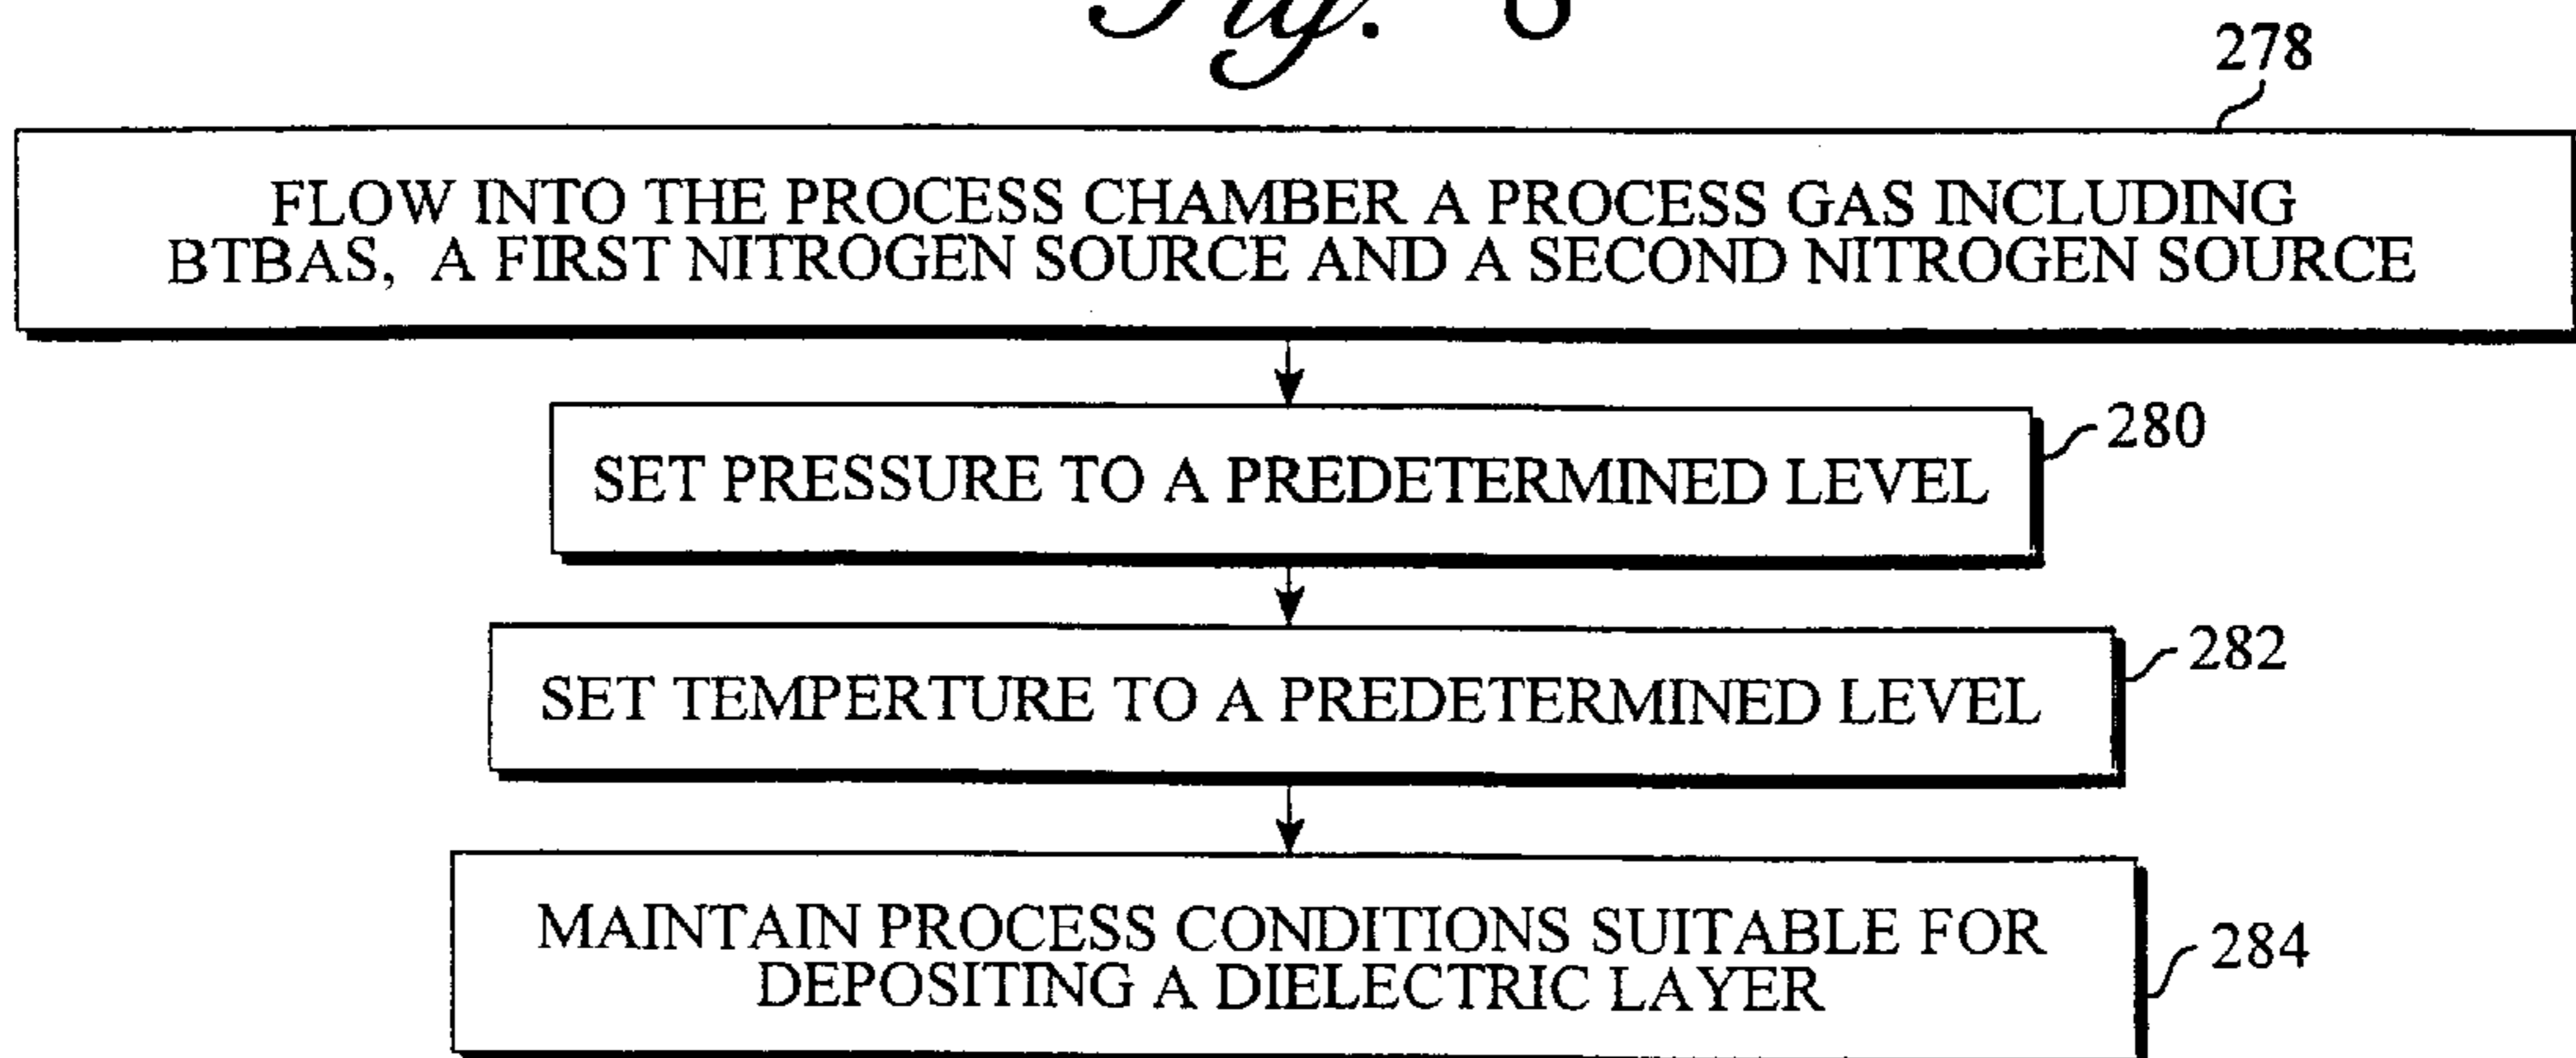 Fig.
278
FLOW INTO THE PROCESS CHAMBER A PROCESS GAS INCLUDING
BTBAS, A FIRST NITROGEN SOURCE AND A SECOND NITROGEN SOURCE
280
SET PRESSURE TO A PREDETERMINED LEVEL
282
SET TEMPERTURE TO A PREDETERMINED LEVEL
MAINTAIN PROCESS CONDITIONS SUITABLE FOR
DEPOSITING A DIELECTRIC LAYER
284